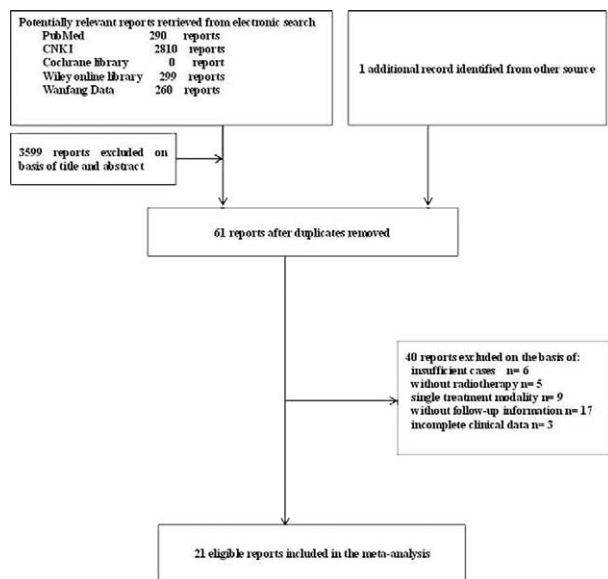 Potentially relevant reports retrieved from electronic search
PubMed 290 reports
CNKI 2810 reports
Cochrane library 0 report
Wiley online library 299 reports
Wanfang Data 260 reports
1 additional record identified from other source
3599 reports excluded on
basis of title and abstract
61 reports after duplicates removed
40 reports excluded on the basis of:
insufficient cases n= 6
without radiotherapy n= 5
single treatment modality n= 9
without follow-up information n= 17
incomplete clinical data n= 3
21 eligible reports included in the meta-analysis